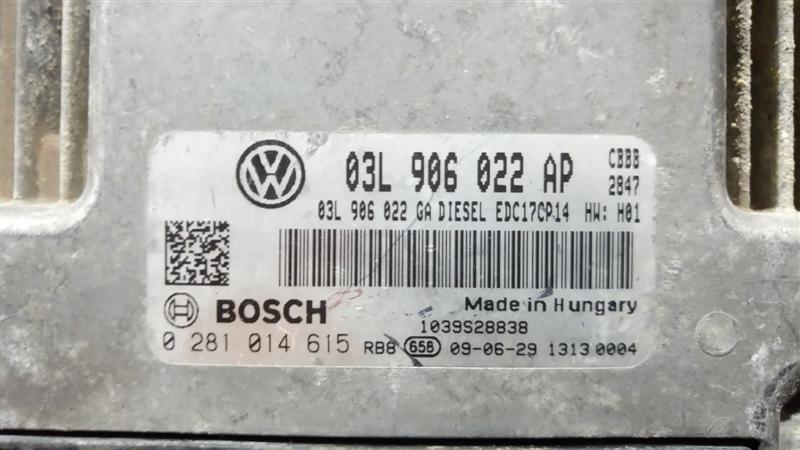 03L 906 022 AP CBBB
2847
03L 906 022 GA DIESEL EDC17CP14 HW: H01
BOSCH Made in Hungary
1039S28838
0 281 014 615 RB8 658 09-06-29 1313 0004